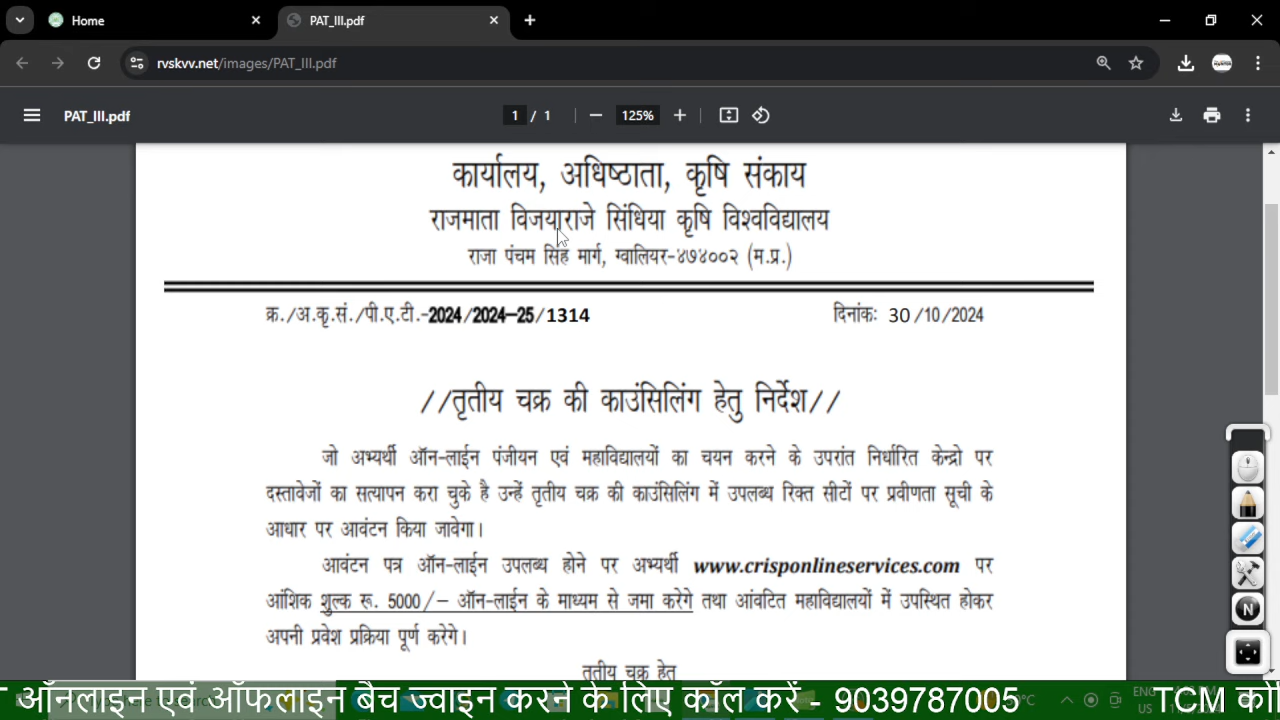 Home
PAT_III.pdf
rvskvv.net/images/PAT_III.pdf
PAT_III.pdf
1 / 1
125%
कार्यालय, अधिष्ठाता, कृषि संकाय
राजमाता विजयाराजे सिंधिया कृषि विश्वविद्यालय
राजा पंचम सिंह मार्ग, ग्वालियर-४७४००२ (म.प्र.)
क्र./अ.कृ.सं./पी.ए.टी.-2024/2024-25/1314
दिनांकः 30 /10 /2024
//तृतीय चक्र की काउंसिलिंग हेतु निर्देश//
जो अभ्यर्थी ऑन-लाईन पंजीयन एवं महाविद्यालयों का चयन करने के उपरांत निर्धारित केन्द्रो पर
दस्तावेजों का सत्यापन करा चुके है उन्हें तृतीय चक्र की काउंसिलिंग में उपलब्ध रिक्त सीटों पर प्रवीणता सूची के
आधार पर आवंटन किया जावेगा।
आवंटन पत्र ऑन-लाईन उपलब्ध होने पर अभ्यर्थी www.crisponlineservices.com पर
आंशिक शुल्क रू. 5000/- ऑन-लाईन के माध्यम से जमा करेगे तथा आंवटित महाविद्यालयों में उपस्थित होकर
अपनी प्रवेश प्रक्रिया पूर्ण करेगे।
तृतीय चक्र हेतु
N
ऑनलाइन एवं ऑफलाइन बैच ज्वाइन करने के लिए कॉल करें - 9039787005
TCM को
ENG
US